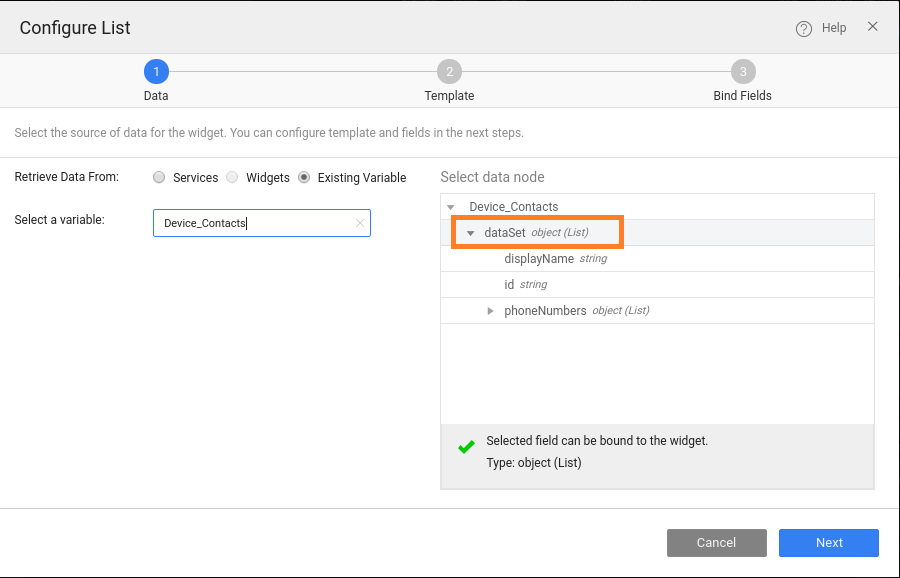 Configure List
? Help
1 2 3
Data Template Bind Fields
Select the source of data for the widget. You can configure template and fields in the next steps.
Retrieve Data From: Services Widgets Existing Variable
Select a variable: Device_Contacts
Select data node
Device_Contacts
dataSet object (List)
displayName string
id string
phoneNumbers object (List)
Selected field can be bound to the widget.
Type: object (List)
Cancel Next